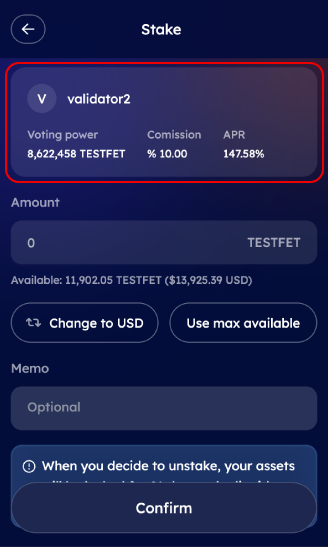 Stake
V validator2
Voting power Comission APR
8,622,458 TESTFET % 10.00 147.58%
Amount
0 TESTFET
Available: 11,902.05 TESTFET ($13,925.39 USD)
Change to USD Use max available
Memo
Optional
When you decide to unstake, your assets
Confirm